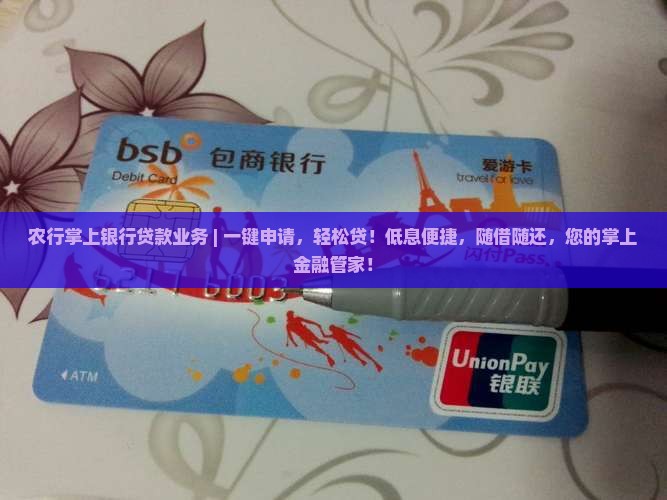 bsb 包商银行
Debit Card
爱游卡
travel for love
农行掌上银行贷款业务 | 一键申请，轻松贷！低息便捷，随借随还，您的掌上
金融管家！
闪付Pass
ATM
UnionPay
银联